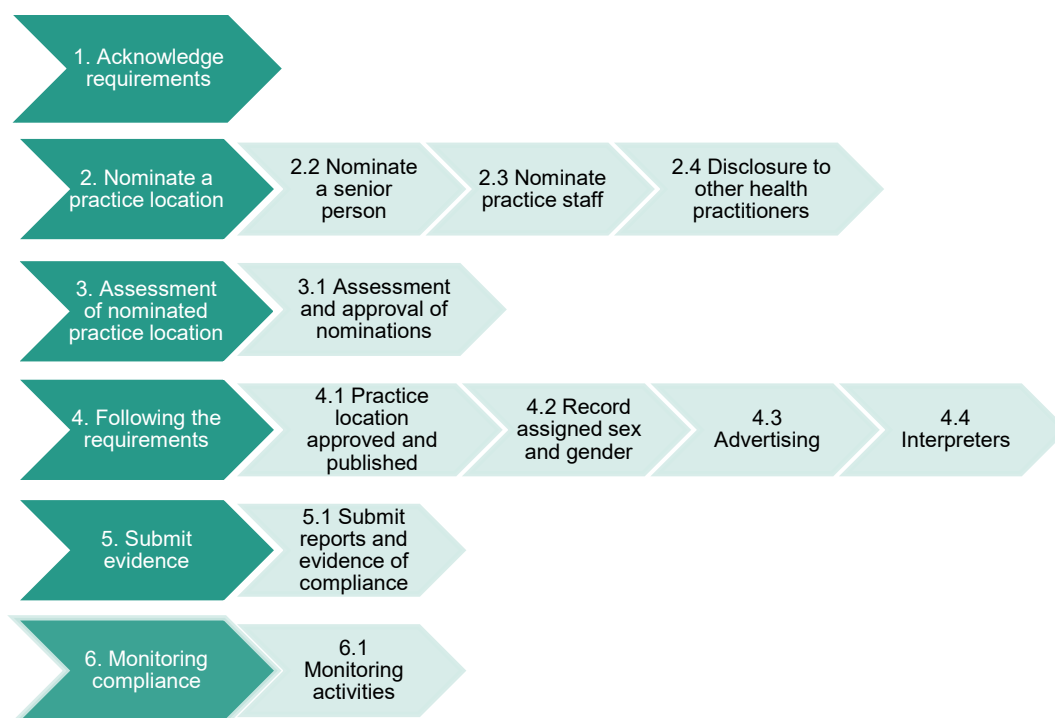 1. Acknowledge
requirements
2. Nominate a
practice location
2.2 Nominate
a senior
person
2.3 Nominate
practice staff
2.4 Disclosure to
other health
practitioners
3. Assessment
of nominated
practice location
3.1 Assessment
and approval of
nominations
4. Following the
requirements
4.1 Practice
location
approved and
published
4.2 Record
assigned sex
and gender
4.3
Advertising
4.4
Interpreters
5. Submit
evidence
5.1 Submit
reports and
evidence of
compliance
6. Monitoring
compliance
6.1
Monitoring
activities